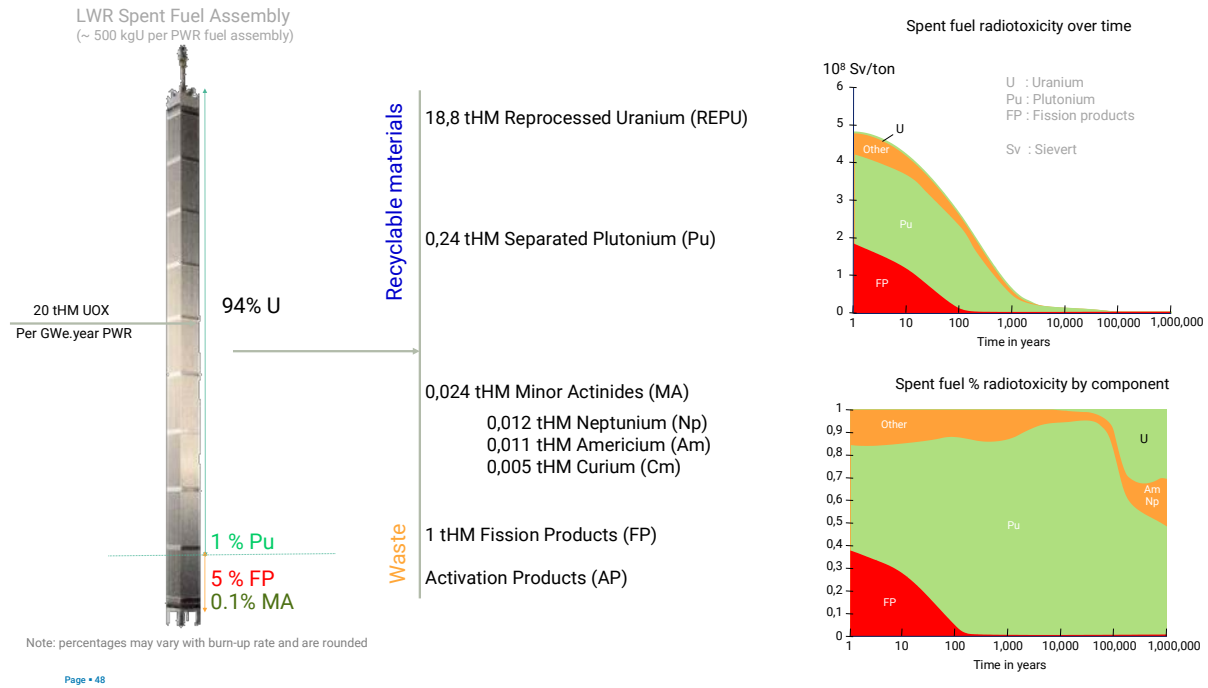 LWR Spent Fuel Assembly
(~ 500 kgU per PWR fuel assembly)
20 tHM UOX
Per GWe.year PWR
94% U
1 % Pu
5 % FP
0.1% MA
Note: percentages may vary with burn-up rate and are rounded
Recyclable materials
18,8 tHM Reprocessed Uranium (REPU)
0,24 tHM Separated Plutonium (Pu)
Waste
0,024 tHM Minor Actinides (MA)
0,012 tHM Neptunium (Np)
0,011 tHM Americium (Am)
0,005 tHM Curium (Cm)
1 tHM Fission Products (FP)
Activation Products (AP)
Spent fuel radiotoxicity over time
10⁸ Sv/ton
6
5
4
3
2
1
0
U : Uranium
Pu : Plutonium
FP : Fission products
Sv : Sievert
U
Other
Pu
FP
1 10 100 1,000 10,000 100,000 1,000,000
Time in years
Spent fuel % radiotoxicity by component
1
0,9
0,8
0,7
0,6
0,5
0,4
0,3
0,2
0,1
0
Other
U
Am
Np
Pu
FP
1 10 100 1,000 10,000 100,000 1,000,000
Time in years
Page ▪ 48